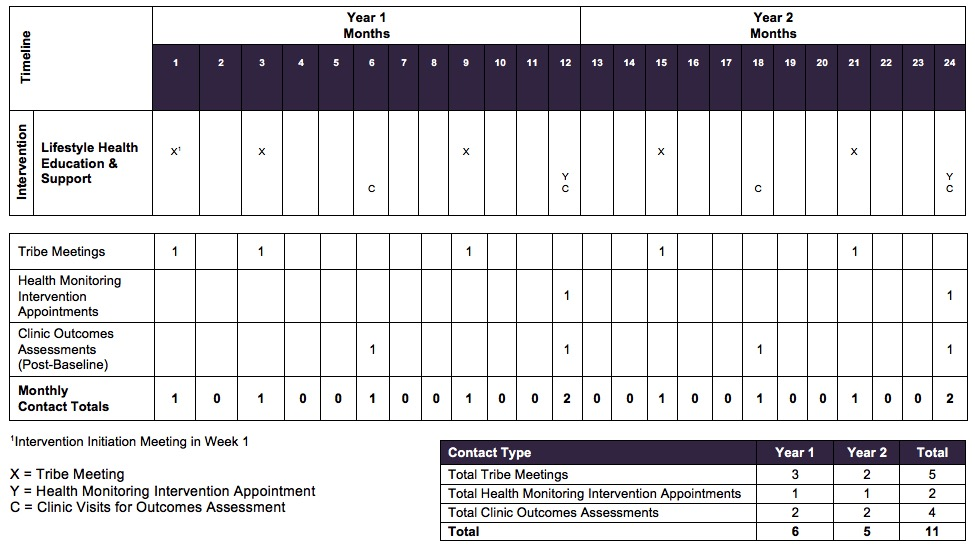 Year 1
Months
Year 2
Months
Timeline
1 2 3 4 5 6 7 8 9 10 11 12 13 14 15 16 17 18 19 20 21 22 23 24
Intervention
Lifestyle Health
Education &
Support
X¹ X X X X
Y Y
C C C C
Tribe Meetings 1 1 1 1 1
Health Monitoring
Intervention
Appointments
1 1
Clinic Outcomes
Assessments
(Post-Baseline)
1 1 1 1
Monthly
Contact Totals
1 0 1 0 0 1 0 0 1 0 0 2 0 0 1 0 0 1 0 0 1 0 0 2
¹Intervention Initiation Meeting in Week 1
X = Tribe Meeting
Y = Health Monitoring Intervention Appointment
C = Clinic Visits for Outcomes Assessment
Contact Type Year 1 Year 2 Total
Total Tribe Meetings 3 2 5
Total Health Monitoring Intervention Appointments 1 1 2
Total Clinic Outcomes Assessments 2 2 4
Total 6 5 11